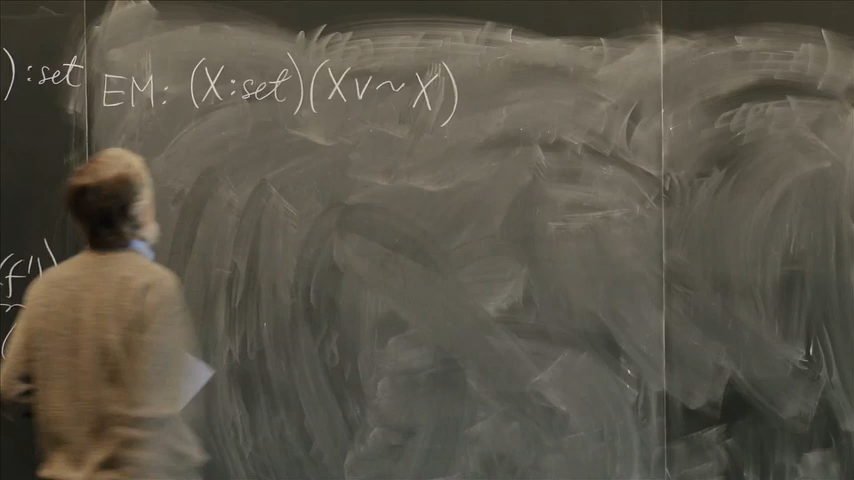 ) : set
EM: (X : set)(X ∨ ~ X)
(f'